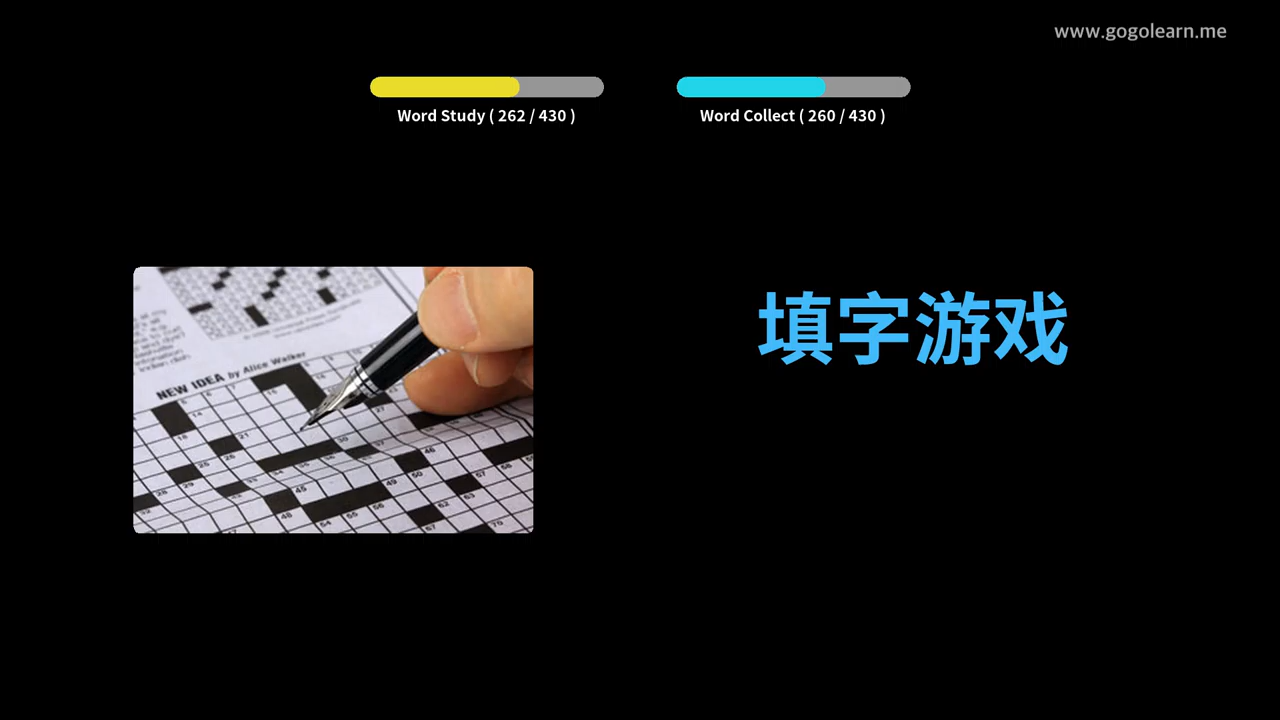 www.gogolearn.me
Word Study ( 262 / 430 )
Word Collect ( 260 / 430 )
填字游戏
NEW IDEA by Alice Walker